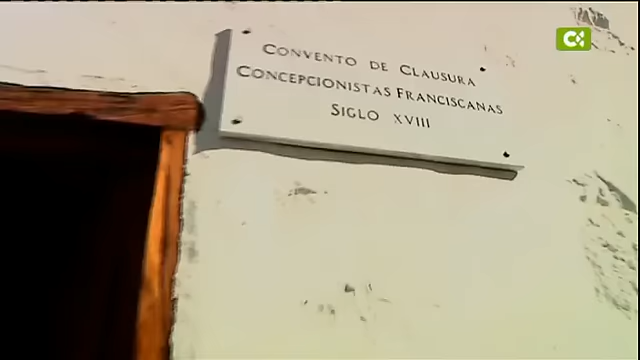 Convento de Clausura
Concepcionistas Franciscanas
Siglo XVIII